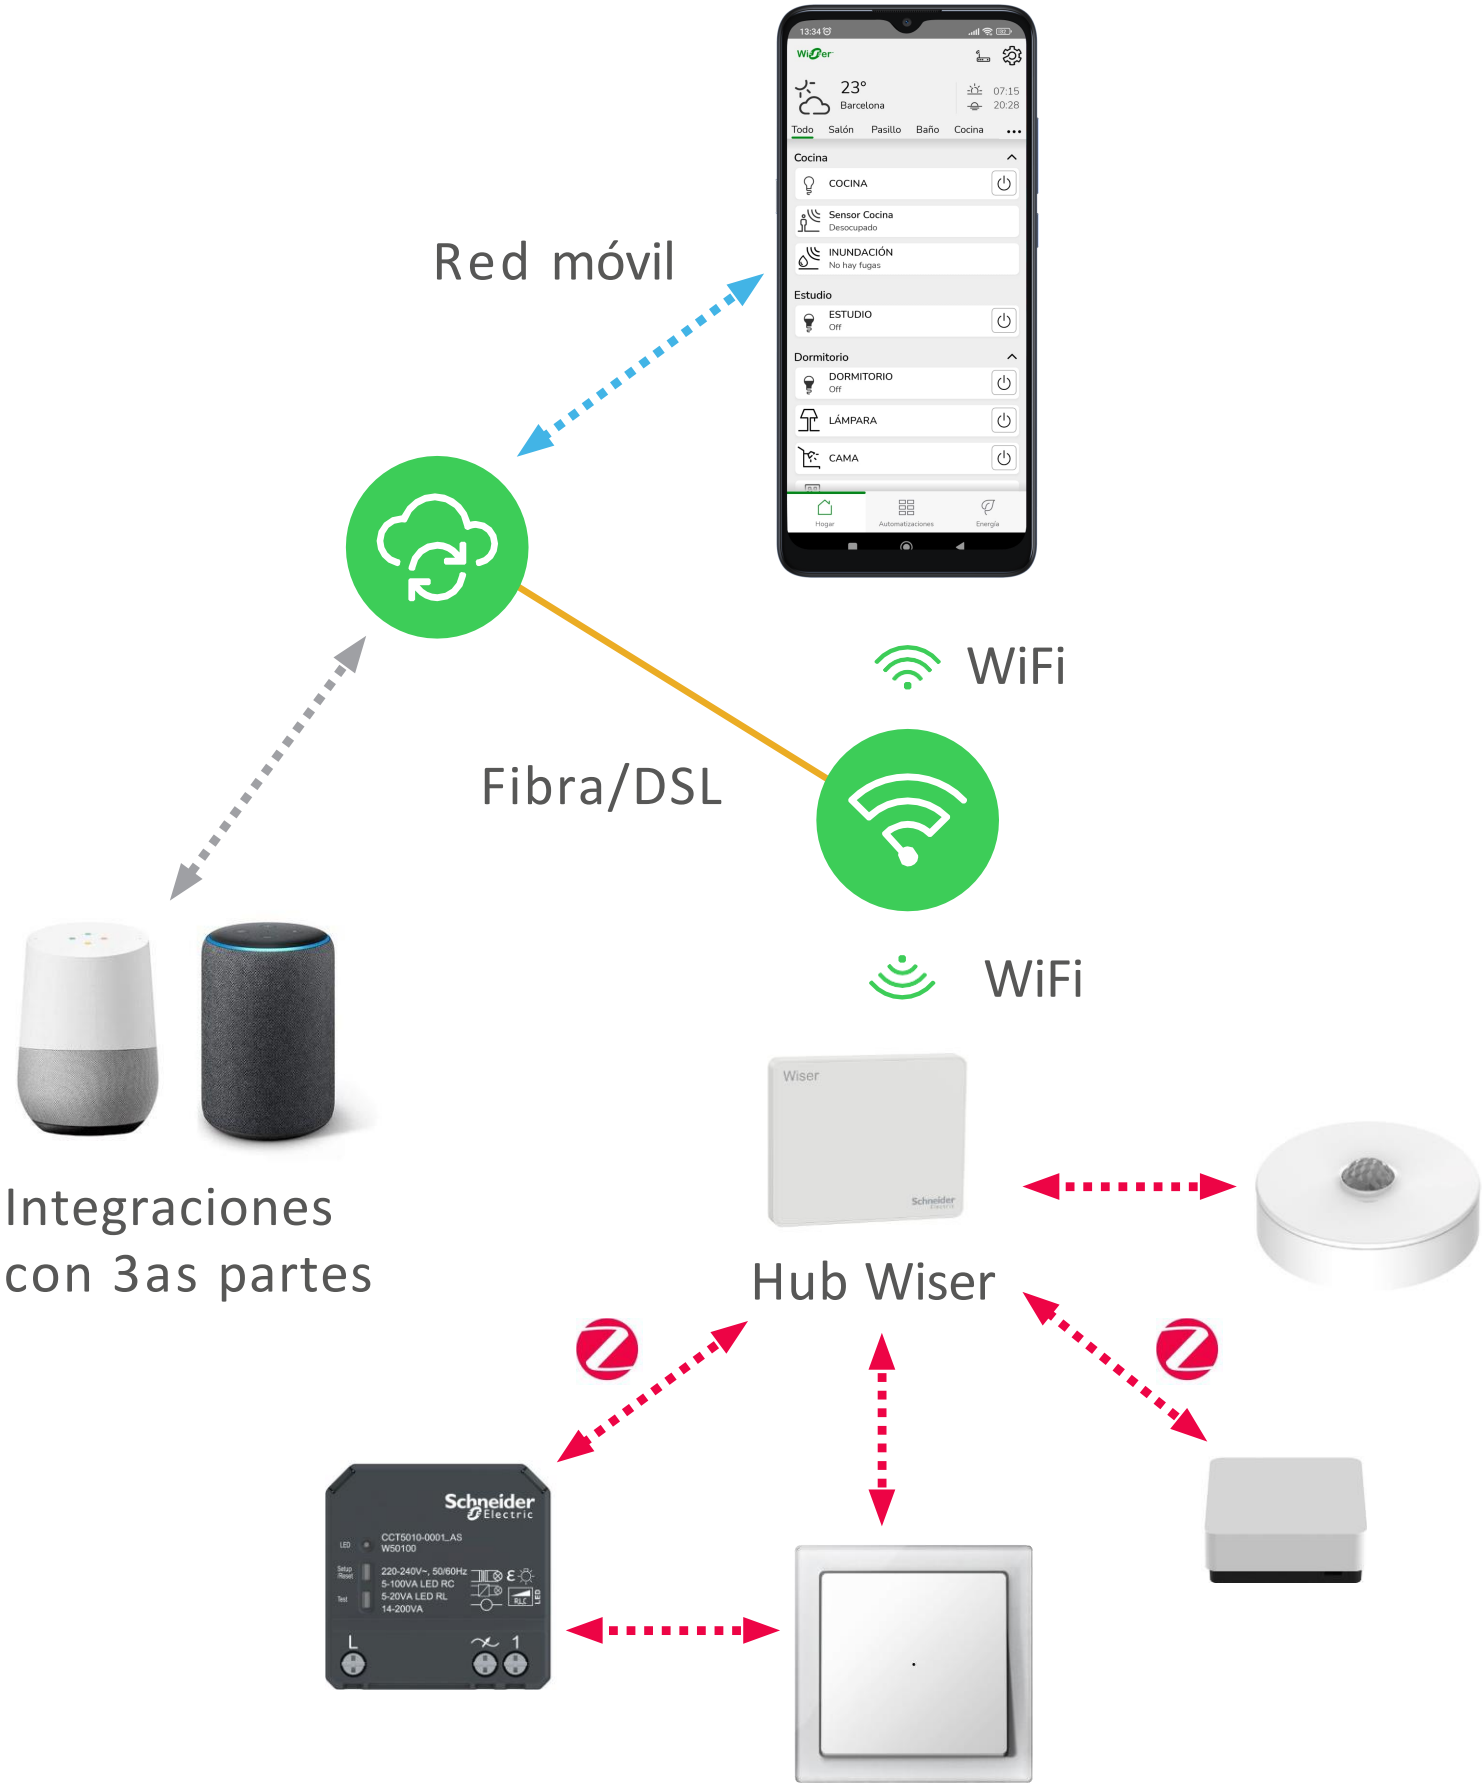 13:34
Wiser
23°
Barcelona
07:15
20:28
Todo Salón Pasillo Baño Cocina
Cocina
COCINA
Sensor Cocina
Desocupado
INUNDACIÓN
No hay fugas
Estudio
ESTUDIO
Off
Dormitorio
DORMITORIO
Off
LÁMPARA
CAMA
Hogar Automatizaciones Energía
Red móvil
WiFi
Fibra/DSL
WiFi
Wiser
Schneider
Electric
Integraciones
con 3as partes
Hub Wiser
Schneider
Electric
LED
CCT5010-0001_AS
W50100
Setup
Reset
220-240V~, 50/60Hz
5-100VA LED RC
Test
5-20VA LED RL
14-200VA
R,L,C
LED
L
1